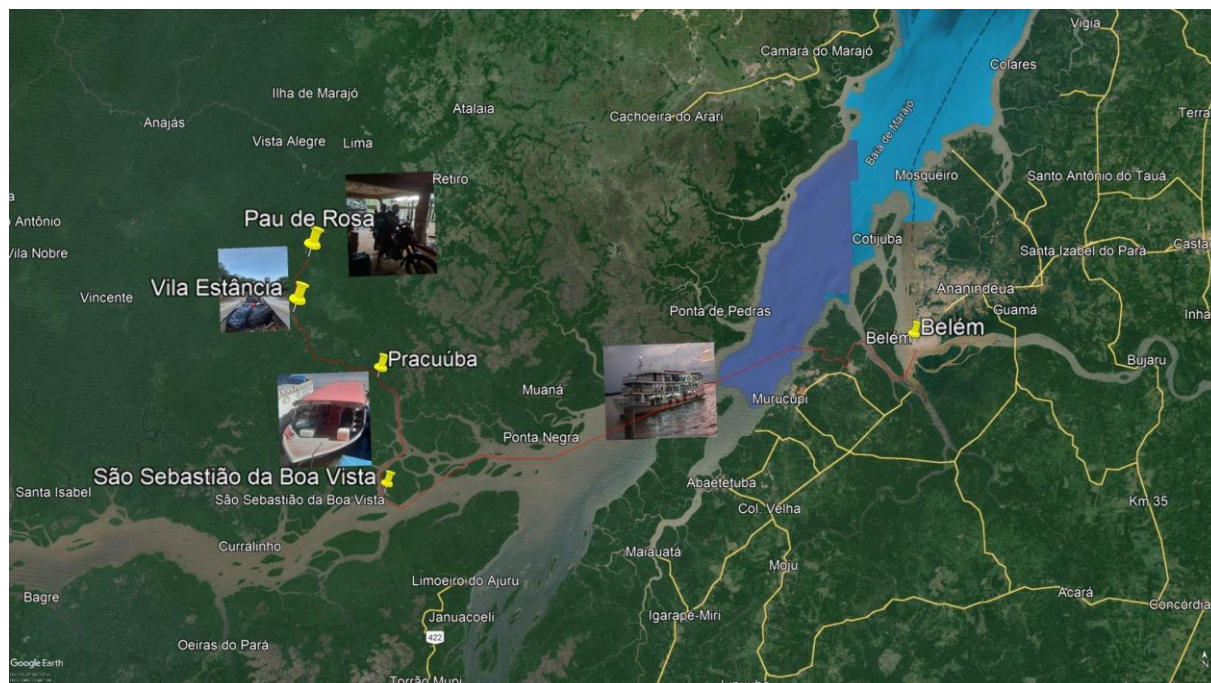 Vigia
Camará do Marajó
Colares
Ilha de Marajó
Atalaia
Cachoeira do Arari
Terra
Anajás
Baía de Marajó
Vista Alegre
Lima
Mosqueiro
Santo Antônio do Tauá
Retiro
a
o Antônio
Pau de Rosa
Cotijuba
Santa Izabel do Pará
Casta
Vila Nobre
Vila Estância
Vincente
Ananindeua
Ponta de Pedras
Guamá
Inha
Belém
Belém
Pracuúba
Bujaru
Muaná
Murucupi
Ponta Negra
São Sebastião da Boa Vista
Santa Isabel
São Sebastião da Boa Vista
Abaetetuba
Col. Velha
Km 35
Curralinho
Maiauatá
Moju
Limoeiro do Ajuru
Bagre
Januacoeli
Igarapé-Miri
Acará
Concórdia
422
Oeiras do Pará
Google Earth
N
Torrão Mupi